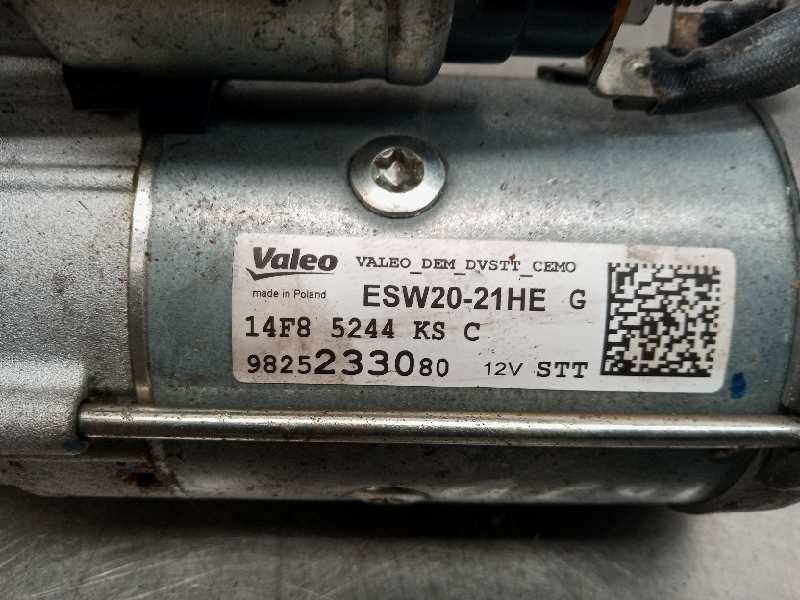 Valeo VALEO_DEM_DVSTT_CEMO
made in Poland ESW20-21HE G
14F8 5244 KS C
9825233080 12V STT